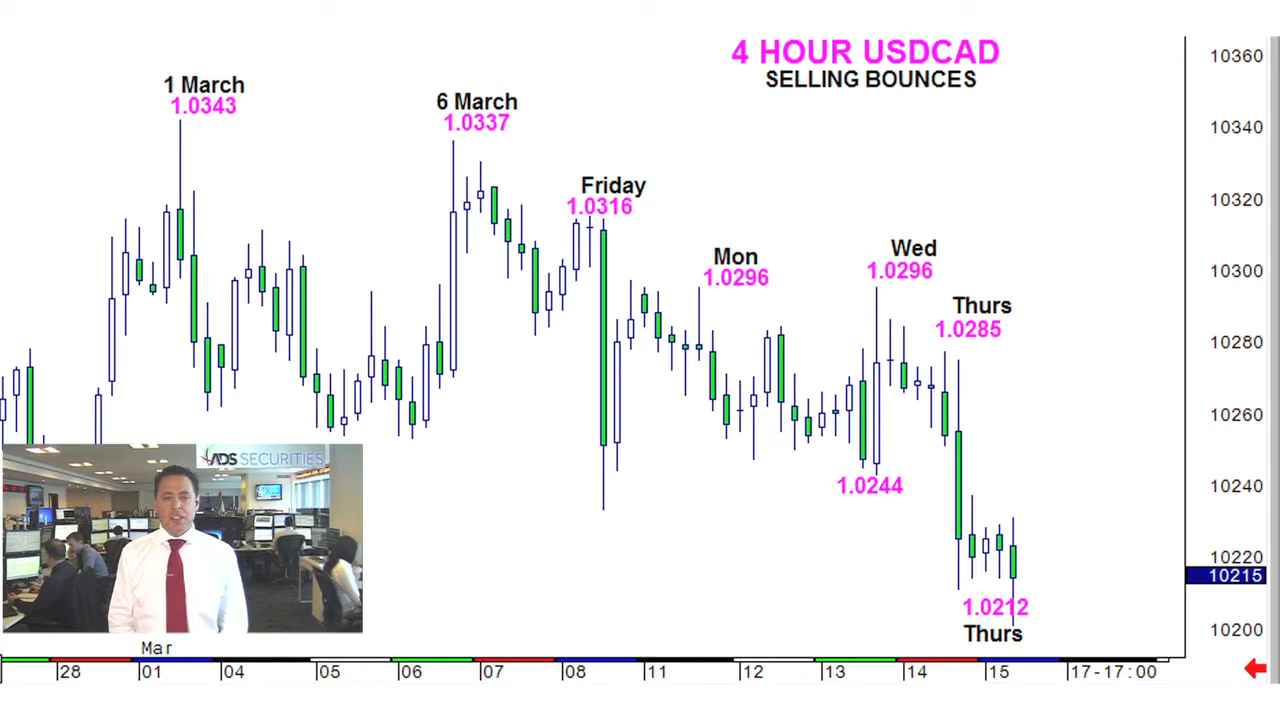 4 HOUR USDCAD
SELLING BOUNCES
1 March
1.0343
6 March
1.0337
Friday
1.0316
Mon
1.0296
Wed
1.0296
Thurs
1.0285
1.0244
1.0212
Thurs
10360
10340
10320
10300
10280
10260
10240
10220
10215
10200
ADS SECURITIES
Mar
28
01
04
05
06
07
08
11
12
13
14
15
17-17:00